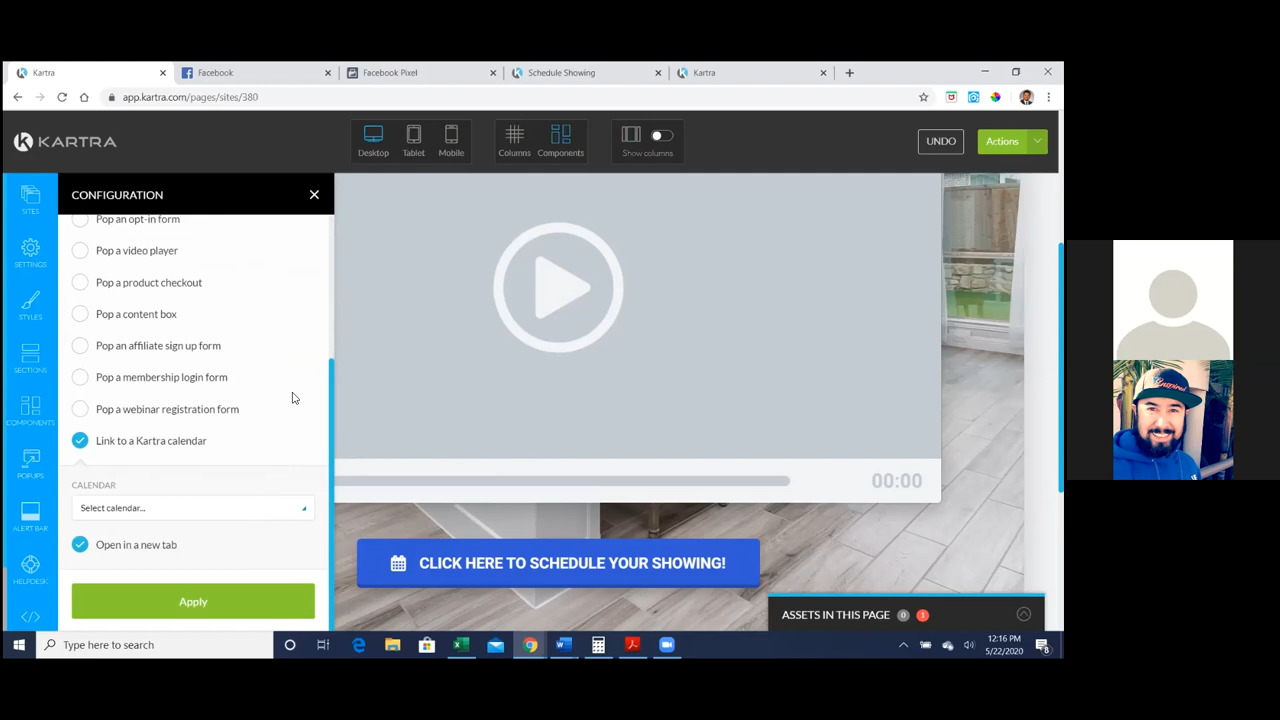 Kartra
Facebook
Facebook Pixel
Schedule Showing
Kartra
app.kartra.com/pages/sites/380
KARTRA
Desktop
Tablet
Mobile
Columns
Components
Show columns
UNDO
Actions
SITES
SETTINGS
STYLES
SECTIONS
COMPONENTS
POPUPS
ALERT BAR
HELPDESK
CONFIGURATION
Pop an opt-in form
Pop a video player
Pop a product checkout
Pop a content box
Pop an affiliate sign up form
Pop a membership login form
Pop a webinar registration form
Link to a Kartra calendar
CALENDAR
Select calendar...
Open in a new tab
Apply
00:00
CLICK HERE TO SCHEDULE YOUR SHOWING!
ASSETS IN THIS PAGE 0 1
Type here to search
12:16 PM
5/22/2020
8